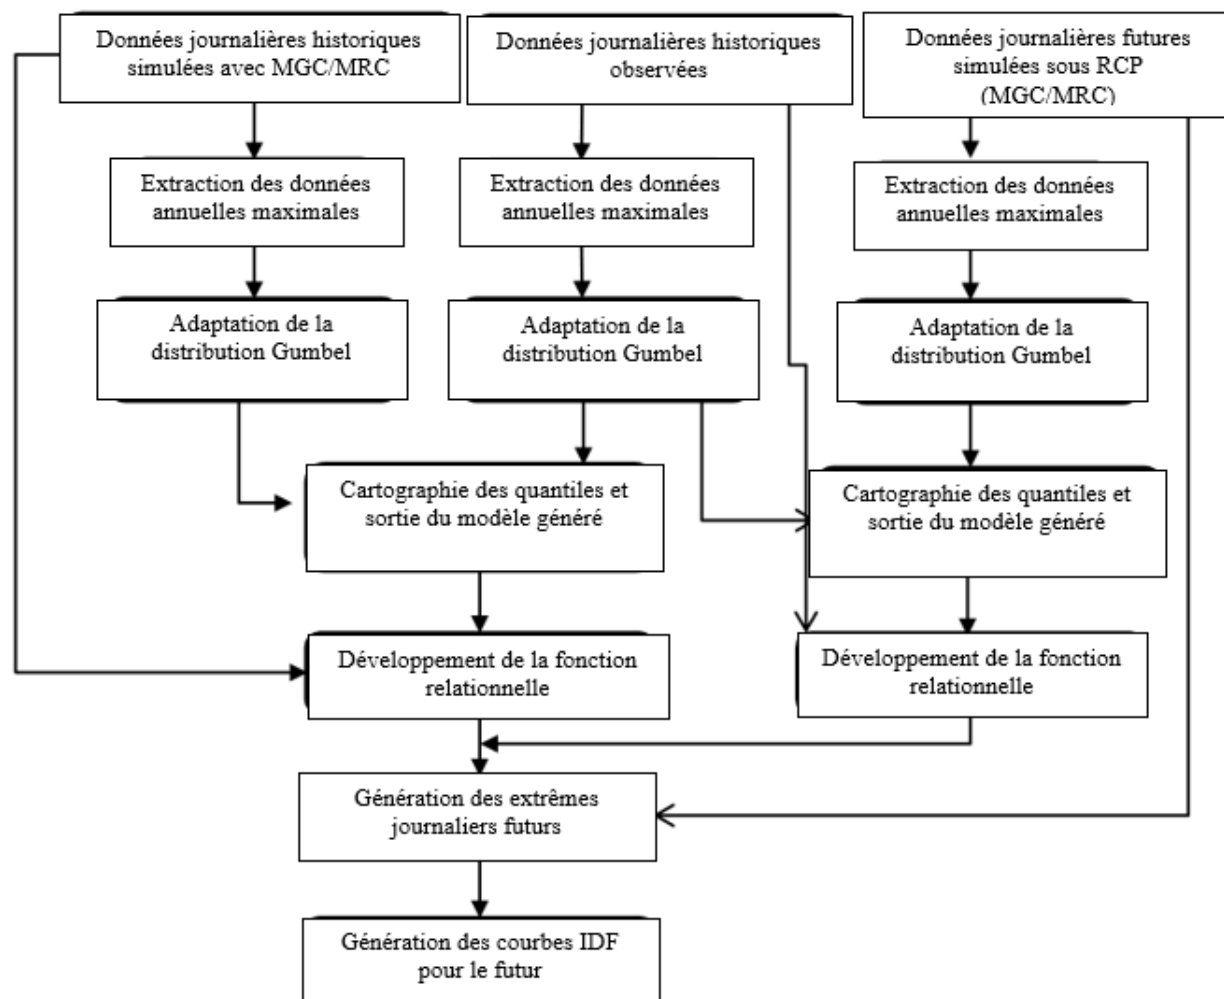 Données journalières historiques
simulées avec MGC/MRC
Données journalières historiques
observées
Données journalières futures
simulées sous RCP
(MGC/MRC)
Extraction des données
annuelles maximales
Extraction des données
annuelles maximales
Extraction des données
annuelles maximales
Adaptation de la
distribution Gumbel
Adaptation de la
distribution Gumbel
Adaptation de la
distribution Gumbel
Cartographie des quantiles et
sortie du modèle généré
Cartographie des quantiles et
sortie du modèle généré
Développement de la fonction
relationnelle
Développement de la fonction
relationnelle
Génération des extrêmes
journaliers futurs
Génération des courbes IDF
pour le futur